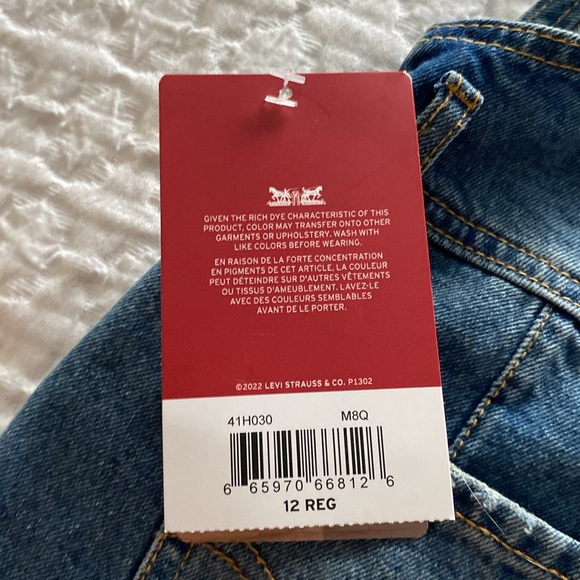 GIVEN THE RICH DYE CHARACTERISTIC OF THIS
PRODUCT, COLOR MAY TRANSFER ONTO OTHER
GARMENTS OR UPHOLSTERY. WASH WITH
LIKE COLORS BEFORE WEARING.
EN RAISON DE LA FORTE CONCENTRATION
EN PIGMENTS DE CET ARTICLE, LA COULEUR
PEUT DÉTEINDRE SUR D'AUTRES VÊTEMENTS
OU TISSUS D'AMEUBLEMENT. LAVEZ-LE
AVEC DES COULEURS SEMBLABLES
AVANT DE LE PORTER.
©2022 LEVI STRAUSS & CO. P1302
41H030 M8Q
6 65970 66812 6
12 REG